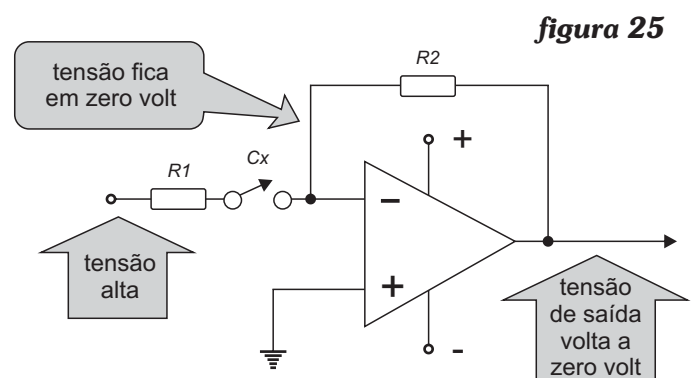 figura 25
tensão fica
em zero volt
R2
+
R1
Cx
−
+
-
tensão
alta
tensão
de saída
volta a
zero volt